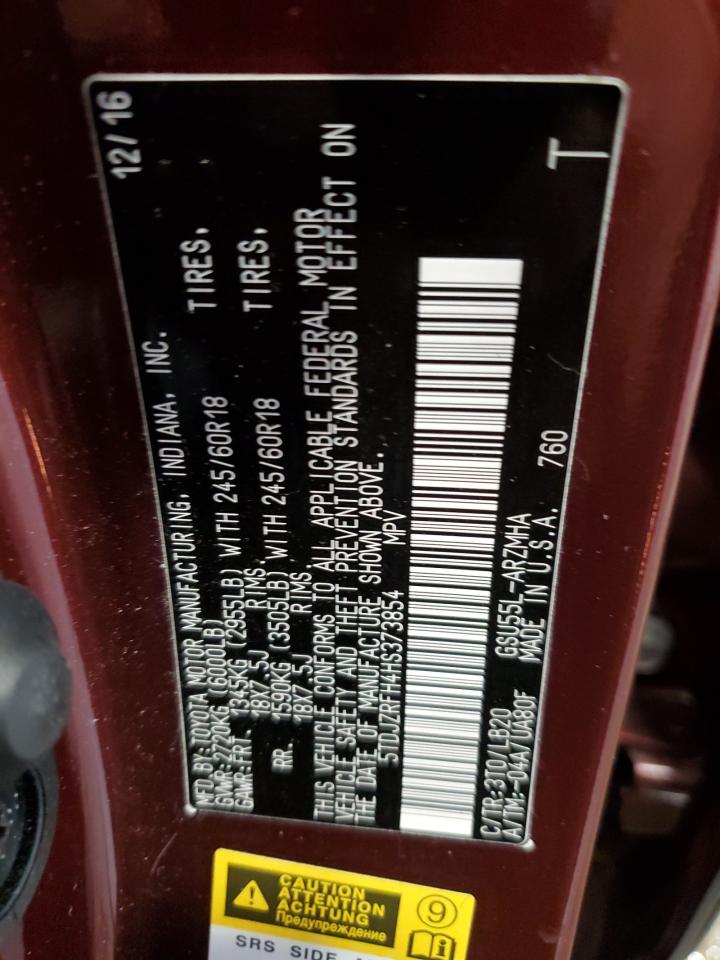 MFD BY: TOYOTA MOTOR MANUFACTURING, INDIANA, INC. 12/16
GVWR: 2720KG (6000LB)
GAWR: FR. 1345KG (2955LB) WITH 245/60R18 TIRES,
18X7.5J RIMS,
RR. 1590KG (3505LB) WITH 245/60R18 TIRES,
18X7.5J RIMS
THIS VEHICLE CONFORMS TO ALL APPLICABLE FEDERAL MOTOR
VEHICLE SAFETY AND THEFT PREVENTION STANDARDS IN EFFECT ON
THE DATE OF MANUFACTURE SHOWN ABOVE.
5TDJZRFH4HS373854 MPV
C/TR:3T0/LB20 GSU55L-ARZMHA
A/TM:-04A/UA80F MADE IN U.S.A. 760 T
CAUTION
ATTENTION
ACHTUNG
Предупреждение
9
SRS SIDE